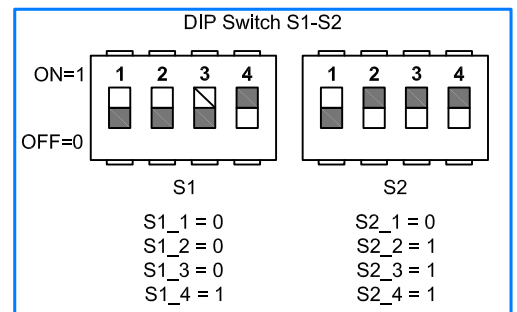 DIP Switch S1-S2
ON=1
1 2 3 4
1 2 3 4
OFF=0
S1
S2
S1_1 = 0
S1_2 = 0
S1_3 = 0
S1_4 = 1
S2_1 = 0
S2_2 = 1
S2_3 = 1
S2_4 = 1